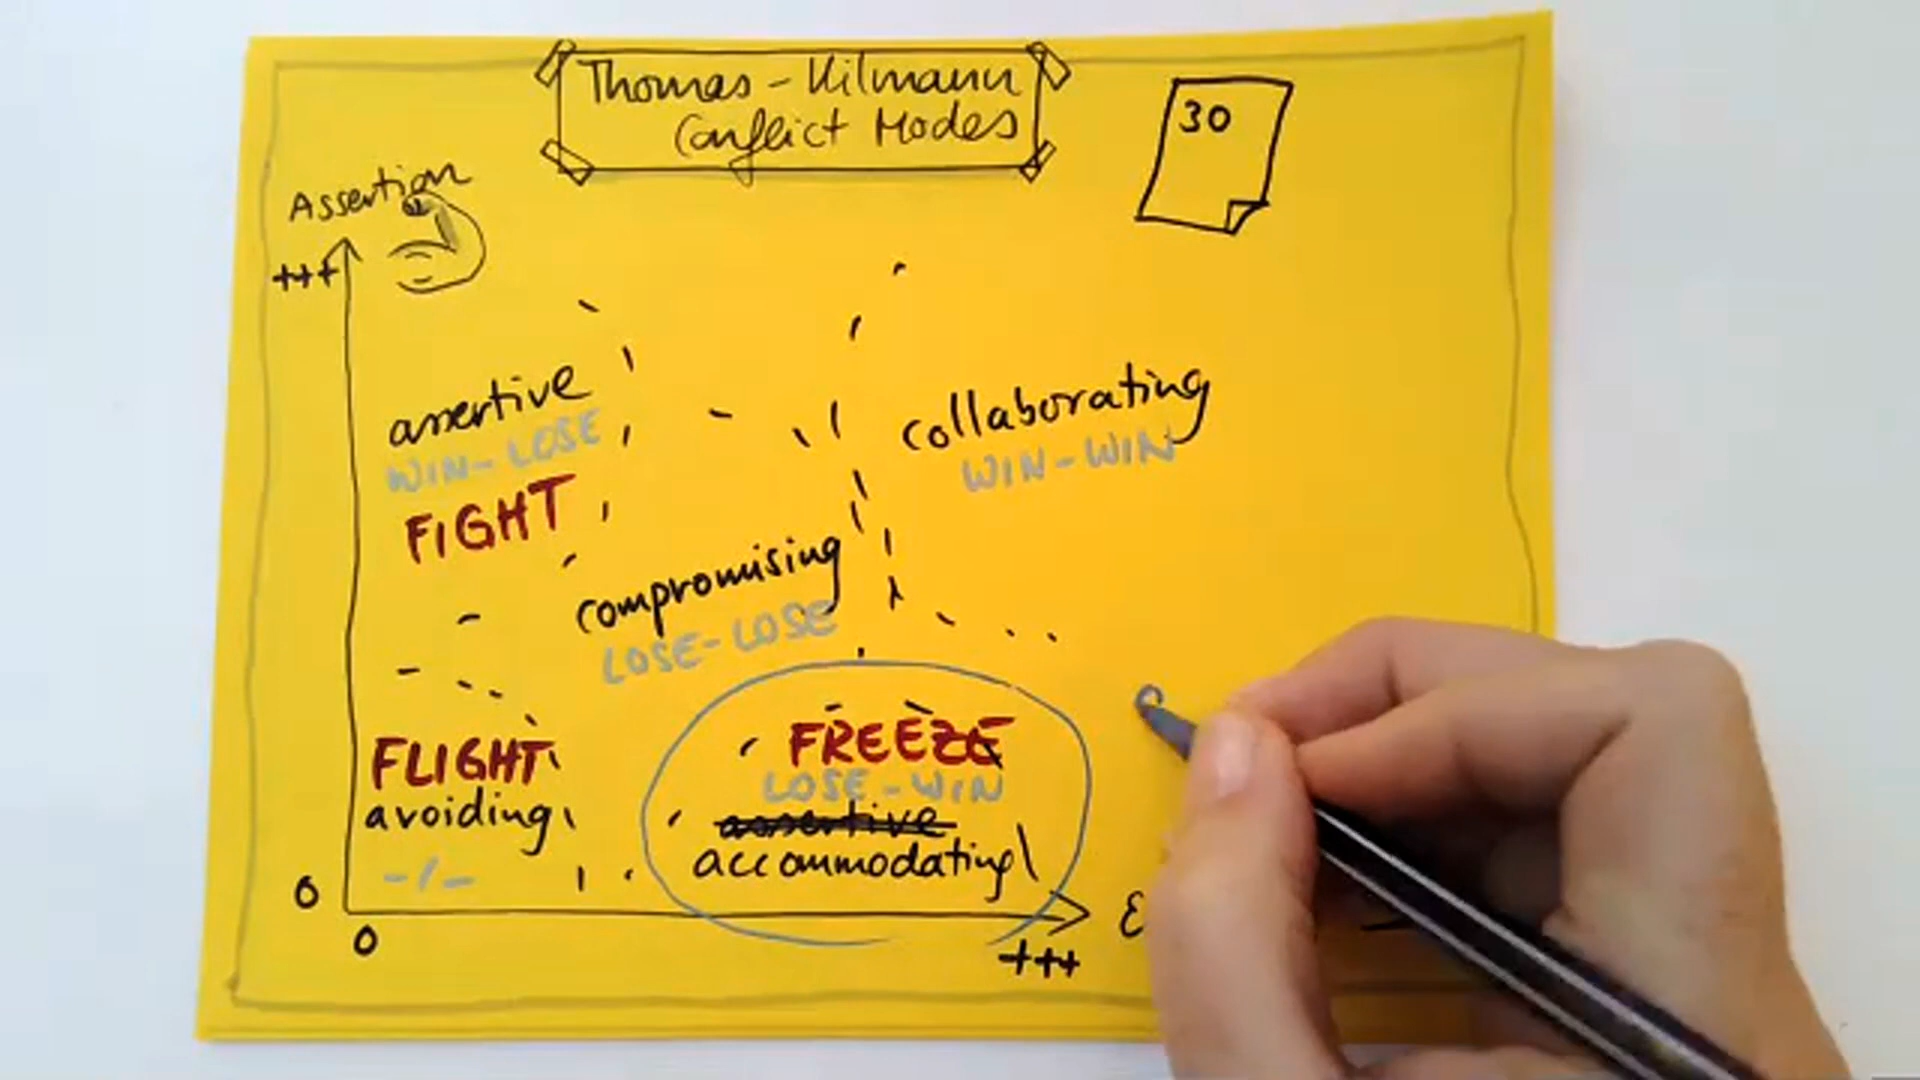 Thomas - Kilmann
Conflict Modes
30
Assertion
+++
assertive
WIN-LOSE
FIGHT
collaborating
WIN-WIN
compromising
LOSE-LOSE
FLIGHT
avoiding
-/-
FREEZE
LOSE-WIN
assertive
accommodating
0
0
+++